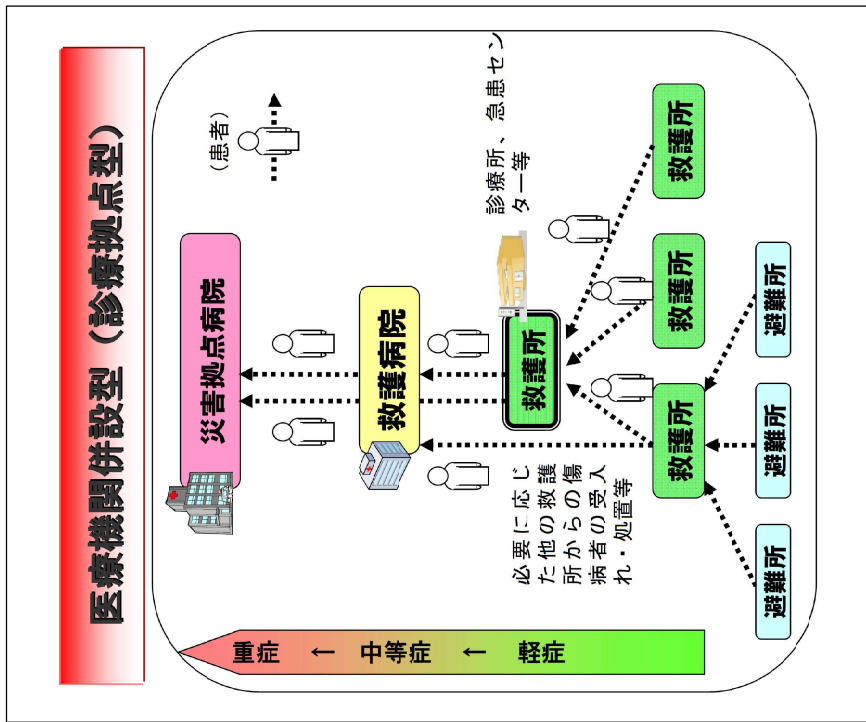 医療機関併設型（診療拠点型）
(患者)
災害拠点病院
救護病院
診療所、急患セン
ター等
救護所
必要に応じ
た他の救護
所からの傷
病者の受入
れ・処置等
救護所
救護所
救護所
避難所
避難所
避難所
重症 ← 中等症 ← 軽症